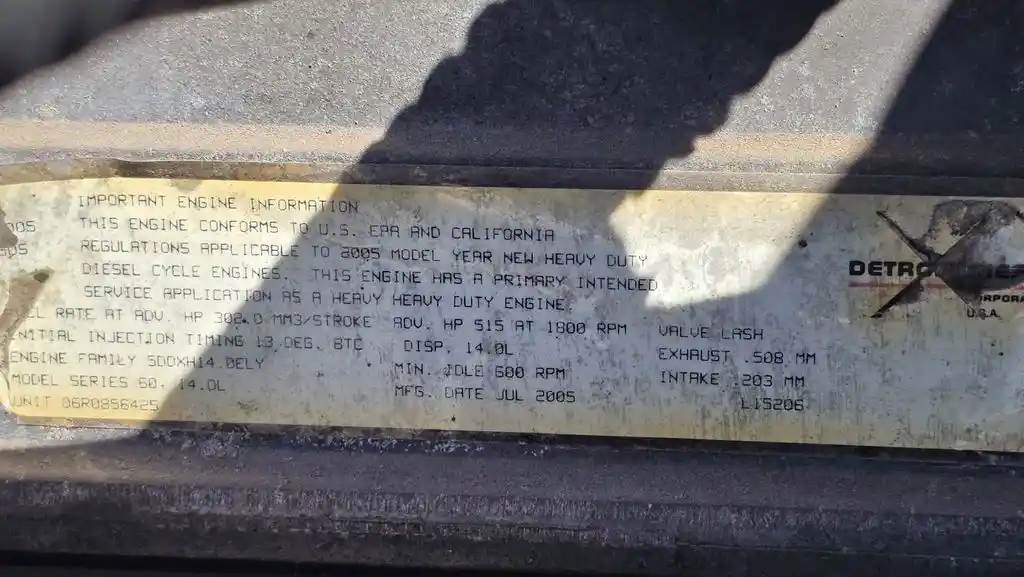 IMPORTANT ENGINE INFORMATION
005 THIS ENGINE CONFORMS TO U.S. EPA AND CALIFORNIA
REGULATIONS APPLICABLE TO 2005 MODEL YEAR NEW HEAVY DUTY
DIESEL CYCLE ENGINES. THIS ENGINE HAS A PRIMARY INTENDED
SERVICE APPLICATION AS A HEAVY HEAVY DUTY ENGINE.
RATE AT ADV. HP 302.0 MM3/STROKE ADV. HP 515 AT 1800 RPM VALVE LASH
INITIAL INJECTION TIMING 13 DEG. BTC DISP. 14.0L EXHAUST .508 MM
ENGINE FAMILY 5DDXH14.0ELY MIN. IDLE 600 RPM INTAKE .203 MM
MODEL SERIES 60, 14.0L MFG. DATE JUL 2005 L15206
UNIT 06R0856425
DETRO
CORPORA
U.S.A.